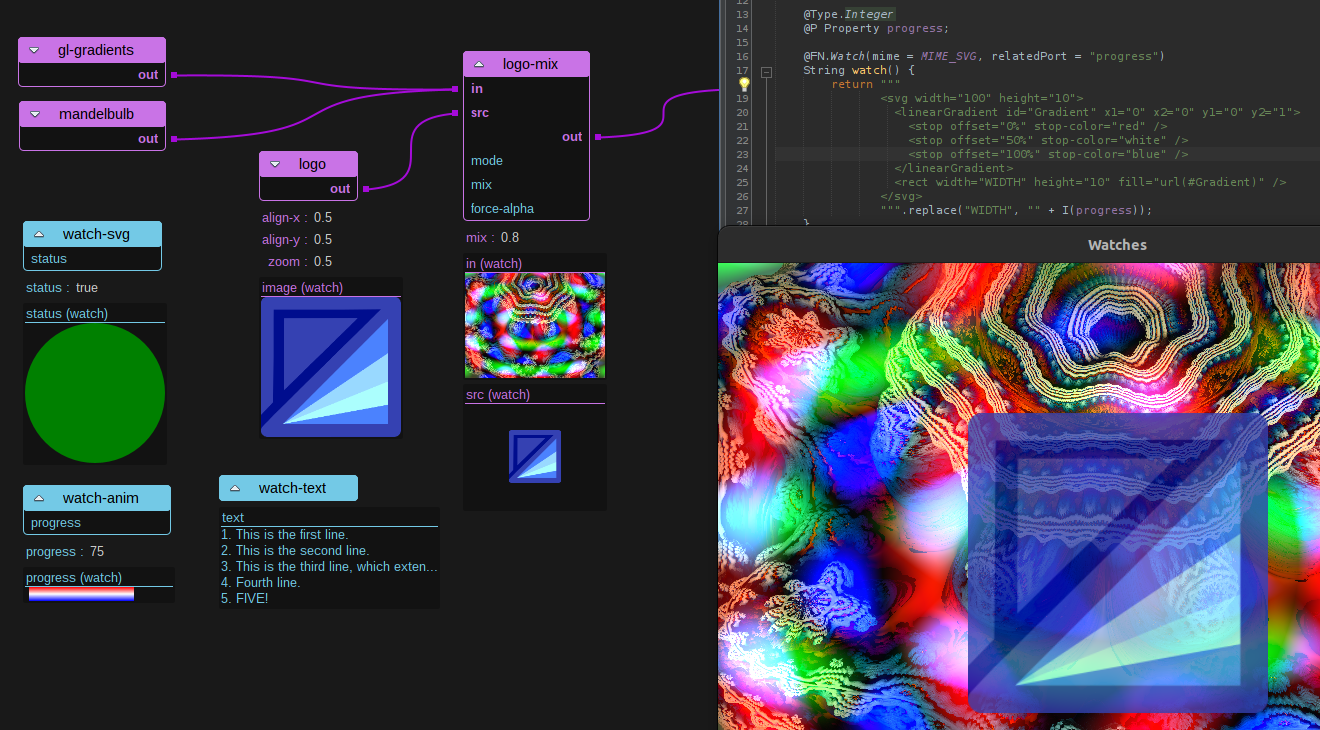 gl-gradients
out
mandelbulb
out
logo
out
align-x : 0.5
align-y : 0.5
zoom : 0.5
image (watch)
logo-mix
in
src
out
mode
mix
force-alpha
mix : 0.8
in (watch)
src (watch)
watch-svg
status
status : true
status (watch)
watch-anim
progress
progress : 75
progress (watch)
watch-text
text
1. This is the first line.
2. This is the second line.
3. This is the third line, which exten...
4. Fourth line.
5. FIVE!
13 @Type.Integer
14 @P Property progress;
15
16 @FN.Watch(mime = MIME_SVG, relatedPort = "progress")
17 String watch() {
return """
19 <svg width="100" height="10">
20 <linearGradient id="Gradient" x1="0" x2="0" y1="0" y2="1">
21 <stop offset="0%" stop-color="red" />
22 <stop offset="50%" stop-color="white" />
23 <stop offset="100%" stop-color="blue" />
24 </linearGradient>
25 <rect width="WIDTH" height="10" fill="url(#Gradient)" />
26 </svg>
27 """.replace("WIDTH", "" + I(progress));
}
Watches